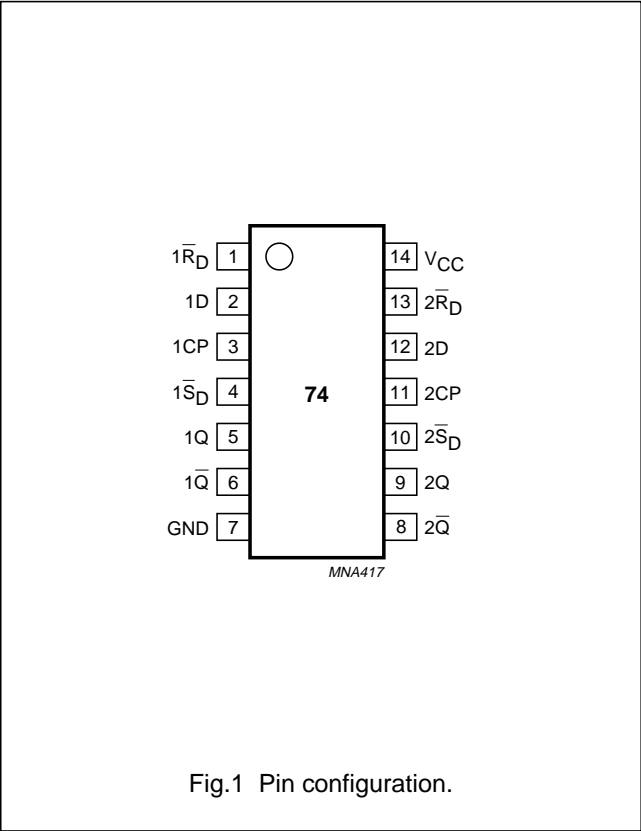 1R̅D 1 14 VCC
1D 2 13 2R̅D
1CP 3 12 2D
1S̅D 4 74 11 2CP
1Q 5 10 2S̅D
1Q̅ 6 9 2Q
GND 7 8 2Q̅
MNA417
Fig.1 Pin configuration.